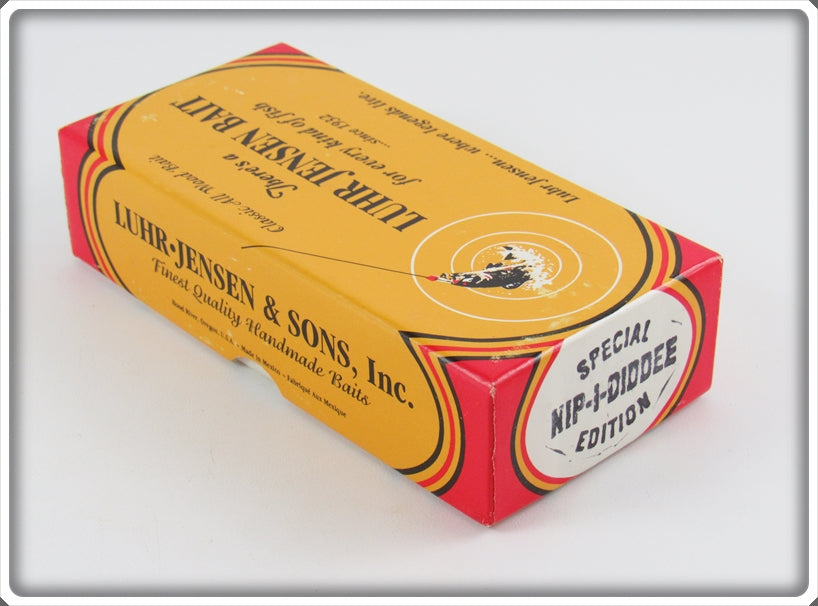 Classic All Wood Bait
There's a
LUHR JENSEN BAIT
for every kind of fish
...since 1932
Luhr Jensen... where legends live.
LUHR•JENSEN & SONS, Inc.
Finest Quality Handmade Baits
Hood River, Oregon, U.S.A. – Made in Mexico – Fabriqué Aux Mexique
SPECIAL
NIP-I-DIDDEE
EDITION